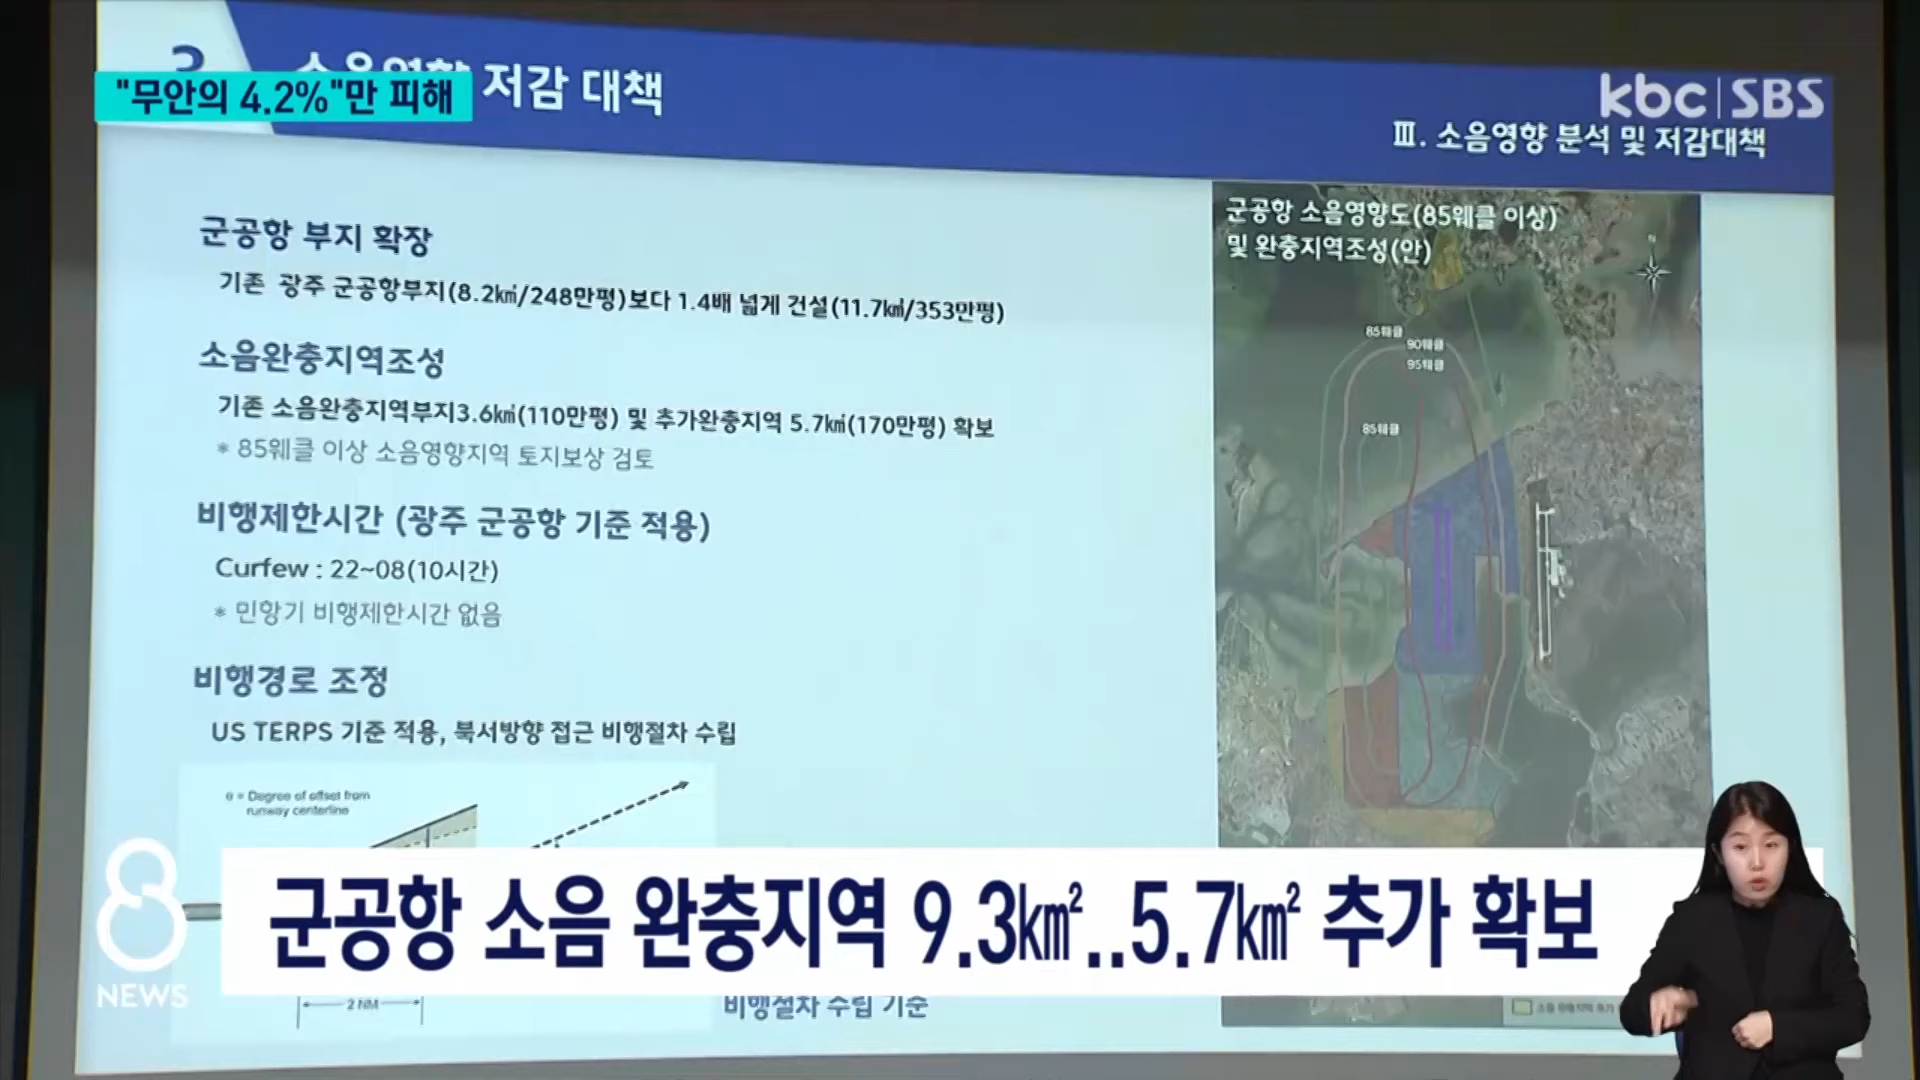 3
소음영향 저감 대책
"무안의 4.2%"만 피해
kbc | SBS
Ⅲ. 소음영향 분석 및 저감대책
군공항 부지 확장
기존 광주 군공항부지(8.2㎢/248만평)보다 1.4배 넓게 건설(11.7㎢/353만평)
소음완충지역조성
기존 소음완충지역부지3.6㎢(110만평) 및 추가완충지역 5.7㎢(170만평) 확보
* 85웨클 이상 소음영향지역 토지보상 검토
비행제한시간 (광주 군공항 기준 적용)
Curfew : 22~08(10시간)
* 민항기 비행제한시간 없음
비행경로 조정
US TERPS 기준 적용, 북서방향 접근 비행절차 수립
θ = Degree of offset from
runway centerline
2 NM
비행절차 수립 기준
군공항 소음영향도(85웨클 이상)
및 완충지역조성(안)
N
85웨클
90웨클
95웨클
85웨클
소음 완충지역 추가
8
NEWS
군공항 소음 완충지역 9.3㎢..5.7㎢ 추가 확보